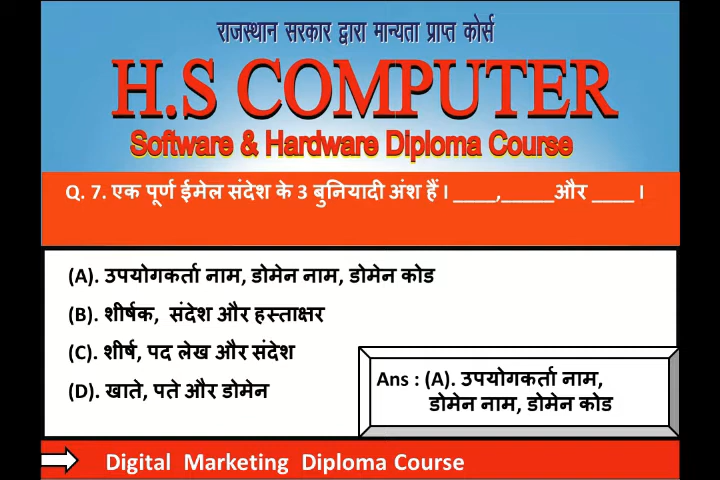 राजस्थान सरकार द्वारा मान्यता प्राप्त कोर्स
H.S COMPUTER
Software & Hardware Diploma Course
Q. 7. एक पूर्ण ईमेल संदेश के 3 बुनियादी अंश हैं । ____,_____और ____ ।
(A). उपयोगकर्ता नाम, डोमेन नाम, डोमेन कोड
(B). शीर्षक, संदेश और हस्ताक्षर
(C). शीर्ष, पद लेख और संदेश
(D). खाते, पते और डोमेन
Ans : (A). उपयोगकर्ता नाम,
डोमेन नाम, डोमेन कोड
Digital Marketing Diploma Course